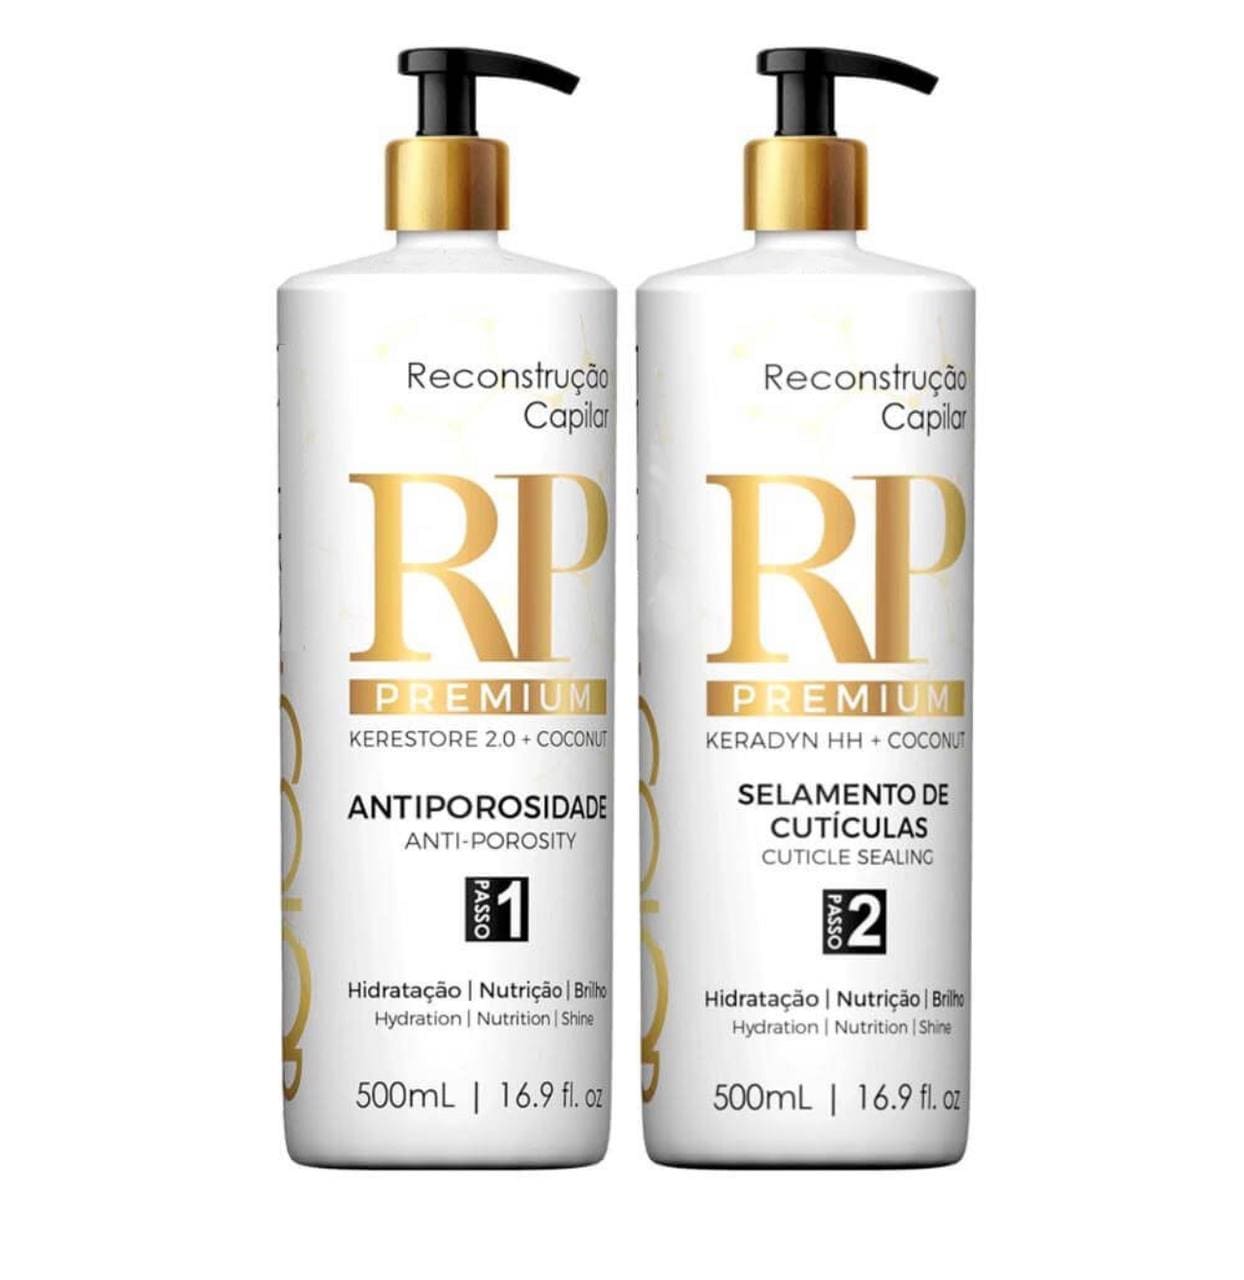 Reconstrução
Capilar
RP
PREMIUM
KERESTORE 2.0 + COCONUT
ANTIPOROSIDADE
ANTI-POROSITY
PASSO 1
Hidratação | Nutrição | Brilho
Hydration | Nutrition | Shine
500mL | 16.9 fl. oz
Reconstrução
Capilar
RP
PREMIUM
KERADYN HH + COCONUT
SELAMENTO DE
CUTÍCULAS
CUTICLE SEALING
PASSO 2
Hidratação | Nutrição | Brilho
Hydration | Nutrition | Shine
500mL | 16.9 fl. oz